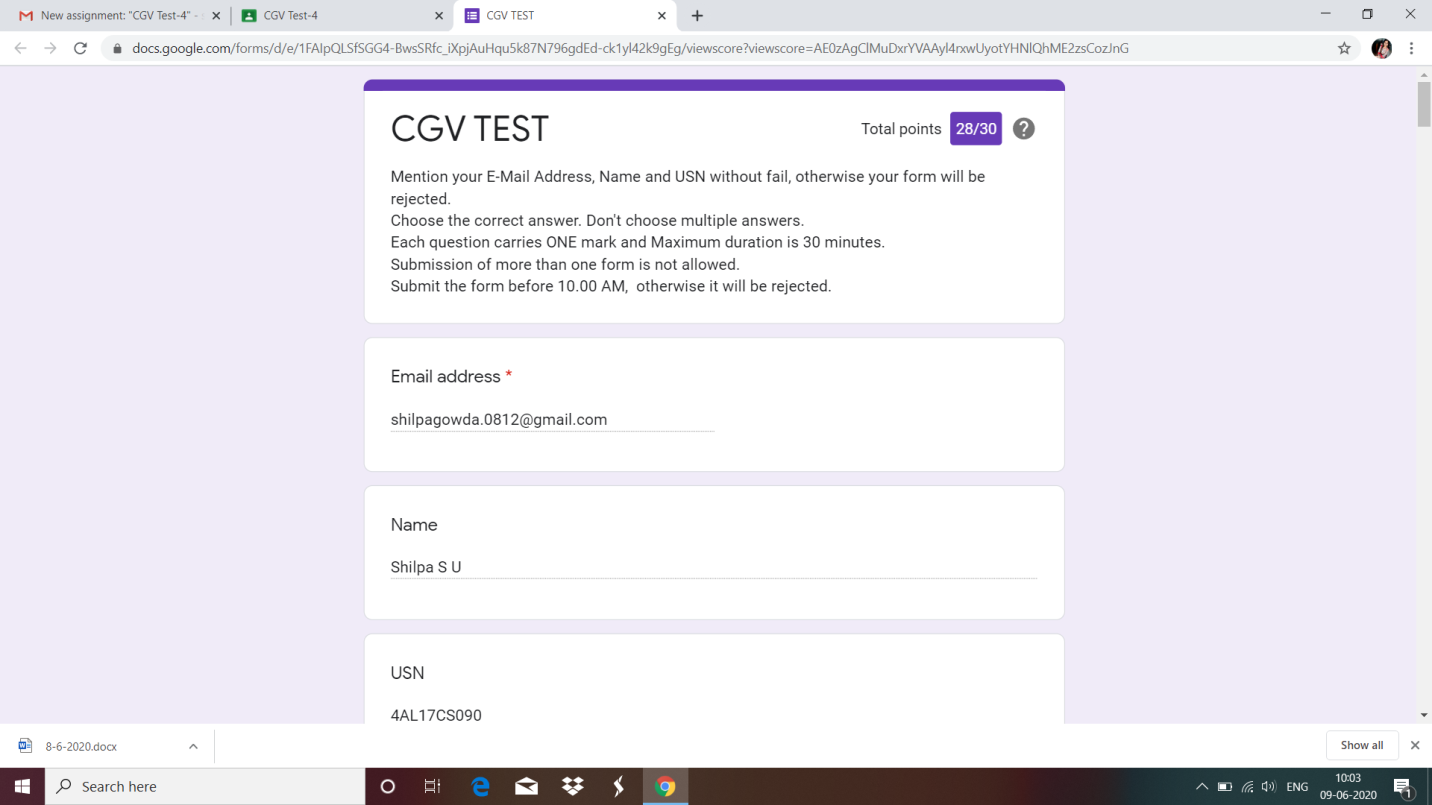 New assignment: "CGV Test-4" -
CGV Test-4
CGV TEST
docs.google.com/forms/d/e/1FAIpQLSfSGG4-BwsSRfc_iXpjAuHqu5k87N796gdEd-ck1yl42k9gEg/viewscore?viewscore=AE0zAgClMuDxrYVAAyl4rxwUyotYHNlQhME2zsCozJnG
CGV TEST
Total points 28/30 ?
Mention your E-Mail Address, Name and USN without fail, otherwise your form will be
rejected.
Choose the correct answer. Don't choose multiple answers.
Each question carries ONE mark and Maximum duration is 30 minutes.
Submission of more than one form is not allowed.
Submit the form before 10.00 AM,  otherwise it will be rejected.
Email address *
shilpagowda.0812@gmail.com
Name
Shilpa S U
USN
4AL17CS090
8-6-2020.docx
Show all
Search here
ENG
10:03
09-06-2020
1